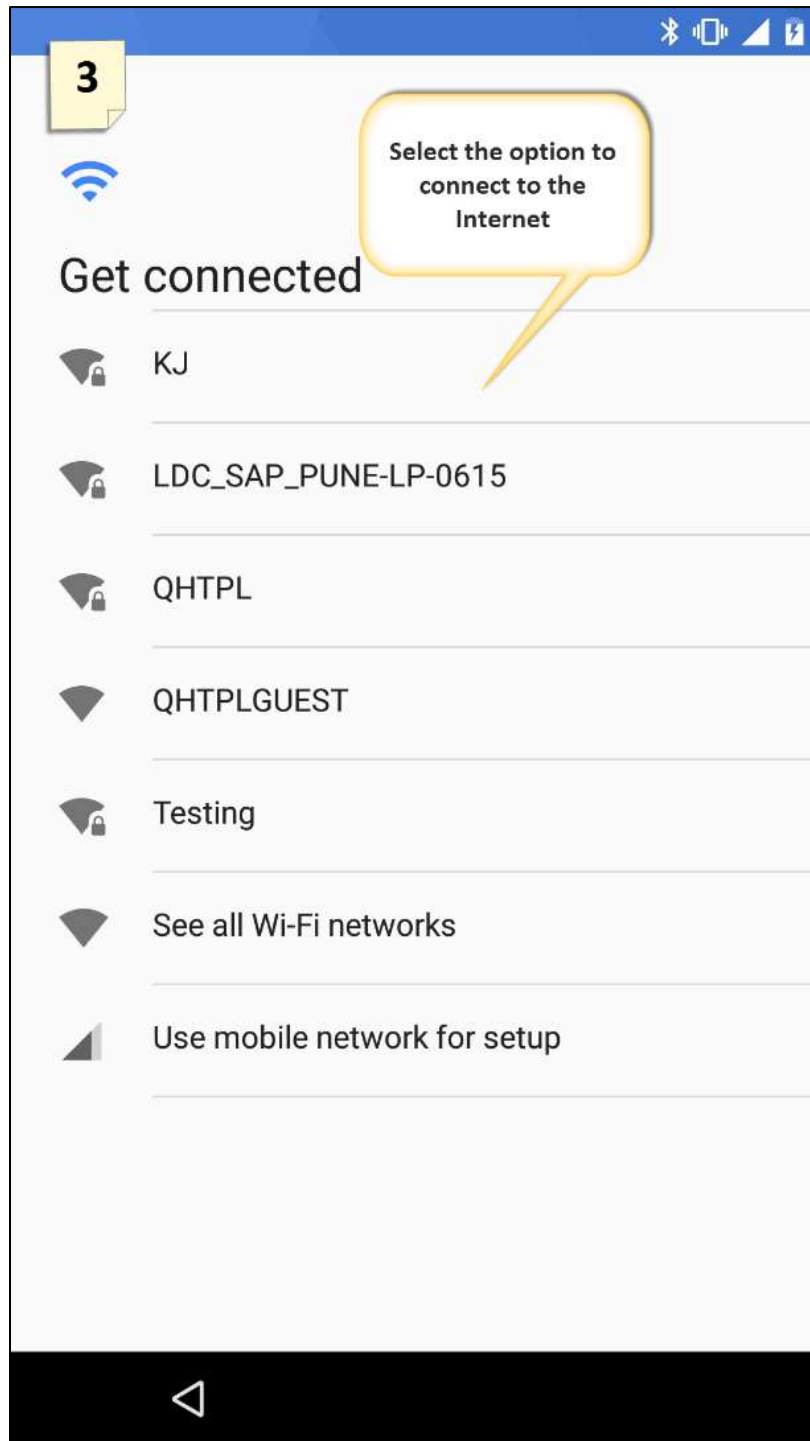 3
Select the option to
connect to the
Internet
Get connected
KJ
LDC_SAP_PUNE-LP-0615
QHTPL
QHTPLGUEST
Testing
See all Wi-Fi networks
Use mobile network for setup